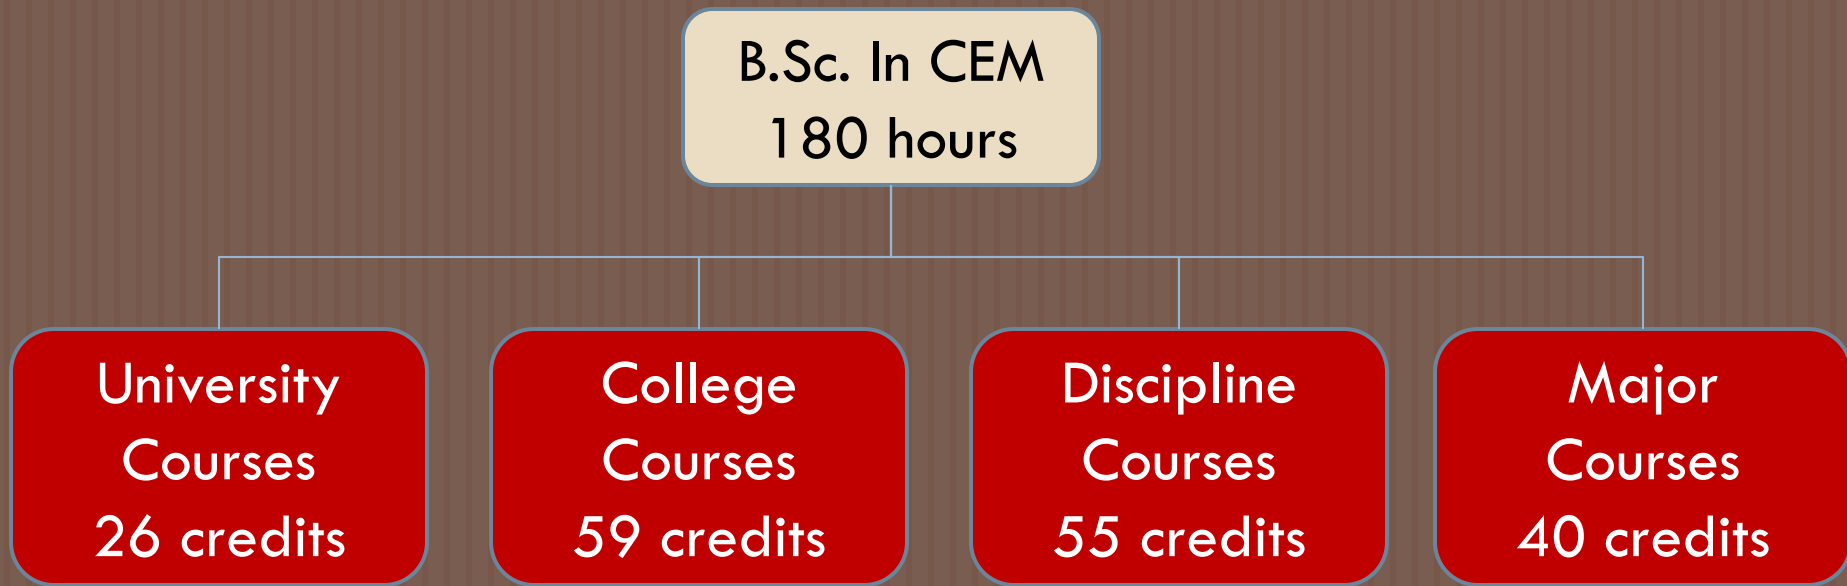 B.Sc. In CEM
180 hours
University
Courses
26 credits
College
Courses
59 credits
Discipline
Courses
55 credits
Major
Courses
40 credits